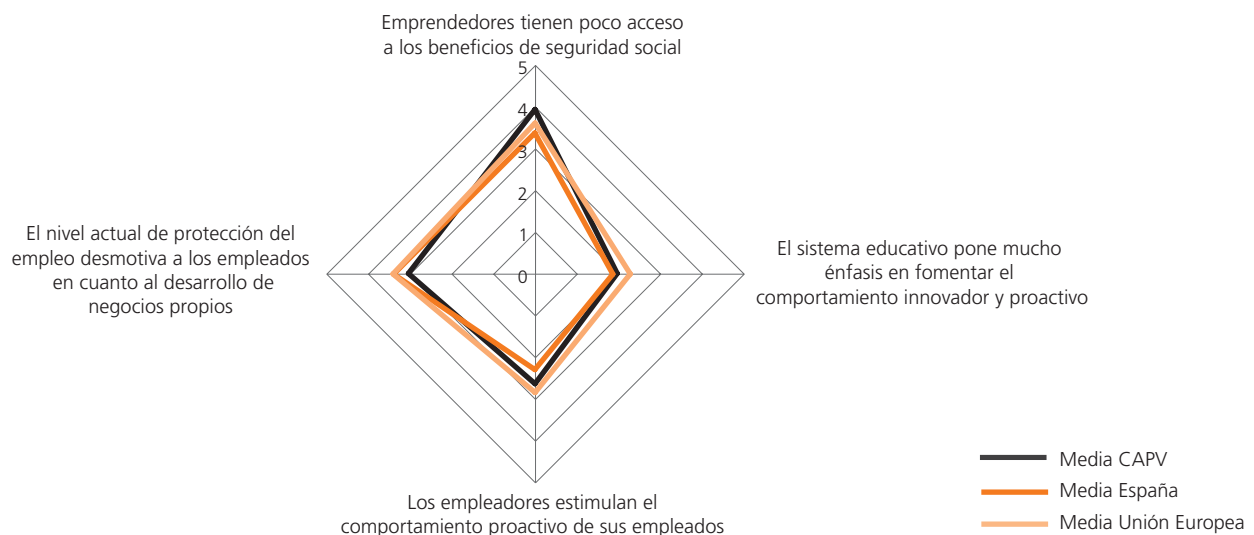 Emprendedores tienen poco acceso
a los beneficios de seguridad social
5
4
3
2
1
0
El nivel actual de protección del
empleo desmotiva a los empleados
en cuanto al desarrollo de
negocios propios
El sistema educativo pone mucho
énfasis en fomentar el
comportamiento innovador y proactivo
Los empleadores estimulan el
comportamiento proactivo de sus empleados
Media CAPV
Media España
Media Unión Europea